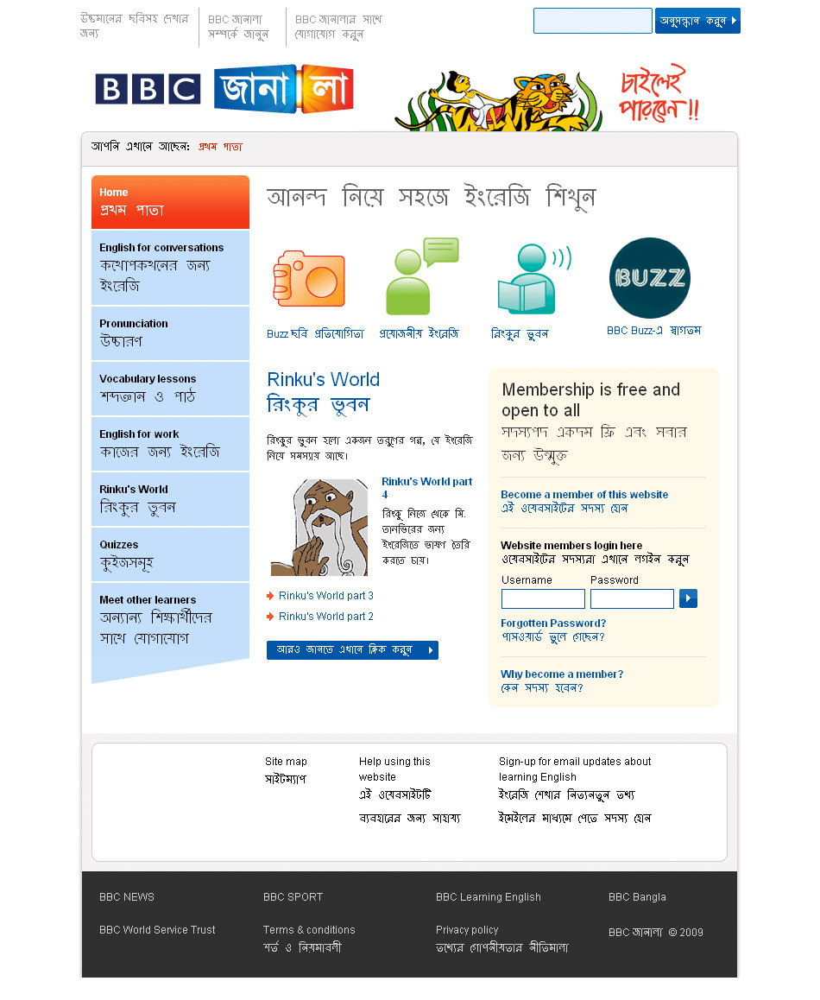 উচ্চমানের ছবিসহ দেখার
জন্য
BBC জানালা
সম্পর্কে জানুন
BBC জানালার সাথে
যোগাযোগ করুন
অনুসন্ধান করুন
BBC জানালা
চাইলেই
পারবেন !!
আপনি এখানে আছেন: প্রথম পাতা
Home
প্রথম পাতা
English for conversations
কথোপকথনের জন্য
ইংরেজি
Pronunciation
উচ্চারণ
Vocabulary lessons
শব্দজ্ঞান ও পাঠ
English for work
কাজের জন্য ইংরেজি
Rinku's World
রিংকুর ভুবন
Quizzes
কুইজসমূহ
Meet other learners
অন্যান্য শিক্ষার্থীদের
সাথে যোগাযোগ
আনন্দ নিয়ে সহজে ইংরেজি শিখুন
BUZZ
Buzz ছবি প্রতিযোগিতা
প্রয়োজনীয় ইংরেজি
রিংকুর ভুবন
BBC Buzz-এ স্বাগতম
Rinku's World
রিংকুর ভুবন
রিংকুর ভুবন হলো একজন তরুণের গল্প, যে ইংরেজি
নিয়ে সমস্যায় আছে।
Rinku's World part
4
রিংকু নিজে থেকে মি.
তানভিরের জন্য
ইংরেজিতে ভাষণ তৈরি
করতে চায়।
Rinku's World part 3
Rinku's World part 2
আরও জানতে এখানে ক্লিক করুন
Membership is free and
open to all
সদস্যপদ একদম ফ্রি এবং সবার
জন্য উন্মুক্ত
Become a member of this website
এই ওয়েবসাইটের সদস্য হোন
Website members login here
ওয়েবসাইটের সদস্যরা এখানে লগইন করুন
Username Password
Forgotten Password?
পাসওয়ার্ড ভুলে গেছেন?
Why become a member?
কেন সদস্য হবেন?
Site map
সাইটম্যাপ
Help using this
website
এই ওয়েবসাইটটি
ব্যবহারের জন্য সাহায্য
Sign-up for email updates about
learning English
ইংরেজি শেখার নিত্যনতুন তথ্য
ইমেইলের মাধ্যমে পেতে সদস্য হোন
BBC NEWS
BBC SPORT
BBC Learning English
BBC Bangla
BBC World Service Trust
Terms & conditions
শর্ত ও নিয়মাবলী
Privacy policy
তথ্যের গোপনীয়তার নীতিমালা
BBC জানালা © 2009